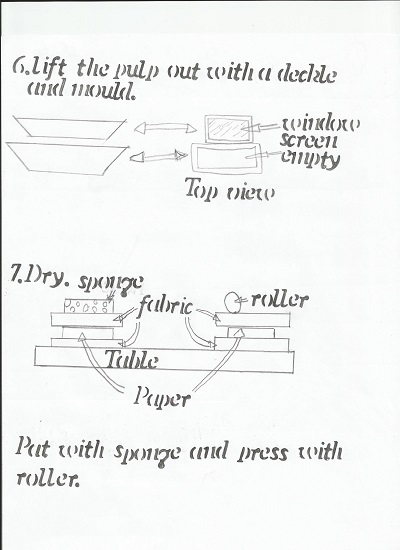 6. Lift the pulp out with a deckle
and mould.
window
screen
empty
Top view
7. Dry. sponge
fabric
roller
Table
Paper
Pat with sponge and press with
roller.